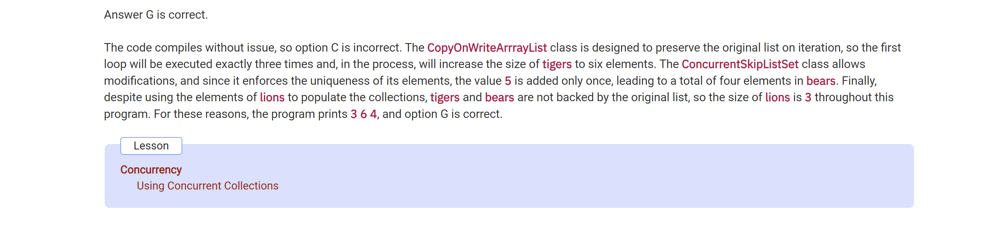 Answer G is correct.
The code compiles without issue, so option C is incorrect. The CopyOnWriteArrrayList class is designed to preserve the original list on iteration, so the first
loop will be executed exactly three times and, in the process, will increase the size of tigers to six elements. The ConcurrentSkipListSet class allows
modifications, and since it enforces the uniqueness of its elements, the value 5 is added only once, leading to a total of four elements in bears. Finally,
despite using the elements of lions to populate the collections, tigers and bears are not backed by the original list, so the size of lions is 3 throughout this
program. For these reasons, the program prints 3 6 4, and option G is correct.
Lesson
Concurrency
Using Concurrent Collections